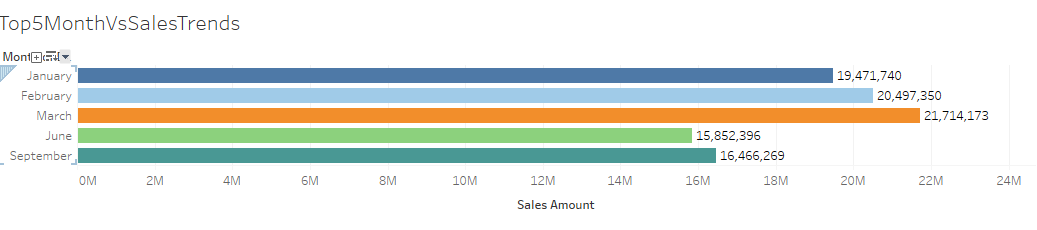 Top5MonthVsSalesTrends
January 19,471,740
February 20,497,350
March 21,714,173
June 15,852,396
September 16,466,269
0M 2M 4M 6M 8M 10M 12M 14M 16M 18M 20M 22M 24M
Sales Amount